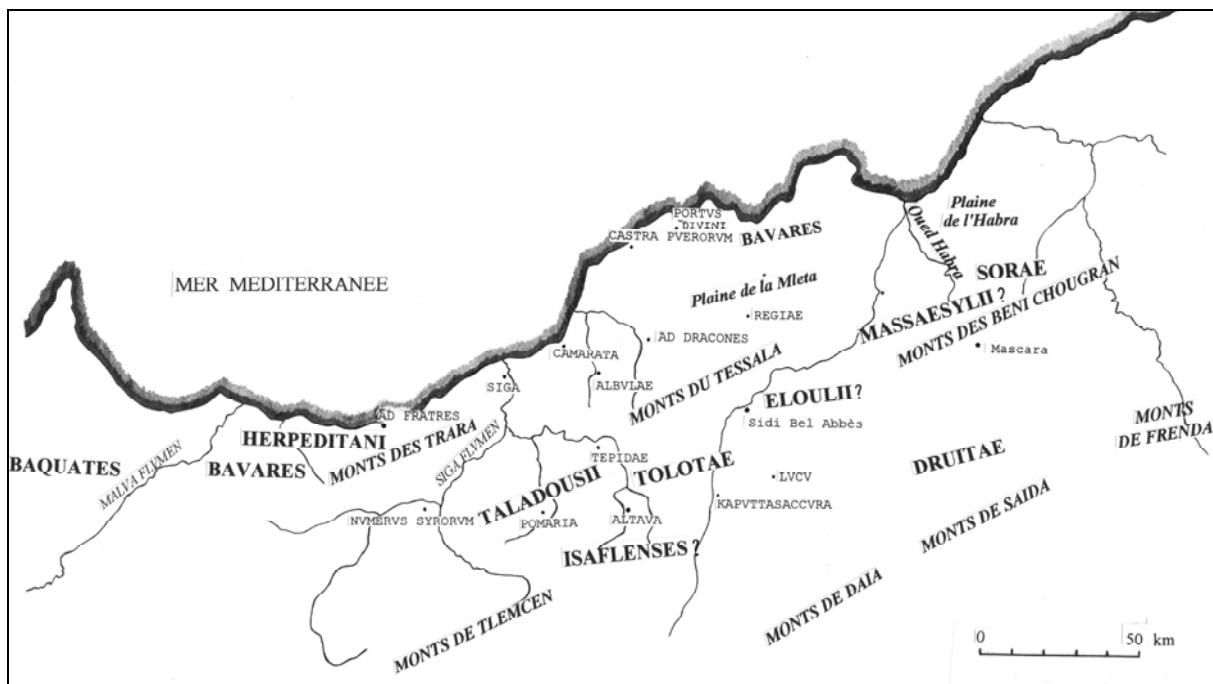 PORTVS
DIVINI
CASTRA PVERORVM
BAVARES
Plaine
de l'Habra
Oued Habra
MER MEDITERRANEE
Plaine de la Mleta
SORAE
REGIAE
MASSAESYLII ?
MONTS DES BENI CHOUGRAN
AD DRACONES
CAMARATA
Mascara
SIGA
ALBVLAE
MONTS DU TESSALA
ELOULII ?
Sidi Bel Abbès
AD FRATRES
HERPEDITANI
MONTS DES TRARA
MONTS
DE FRENDA
BAQUATES
MALVA FLVMEN
BAVARES
SIGA FLVMEN
TEPIDAE
TALADOUSII
TOLOTAE
DRUITAE
LVCV
KAPVTTASACCVRA
NVMERVS SYRORVM
POMARIA
ALTAVA
MONTS DE SAIDA
ISAFLENSES ?
MONTS DE TLEMCEN
MONTS DE DAIA
0 50 km